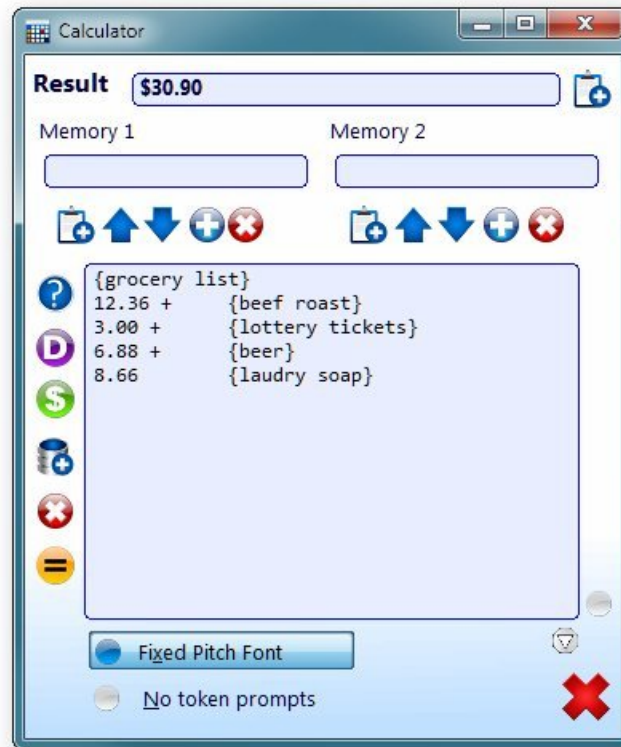 Calculator
Result $30.90
Memory 1 Memory 2
{grocery list}
12.36 + {beef roast}
3.00 + {lottery tickets}
6.88 + {beer}
8.66 {laudry soap}
D
$
Fixed Pitch Font
No token prompts